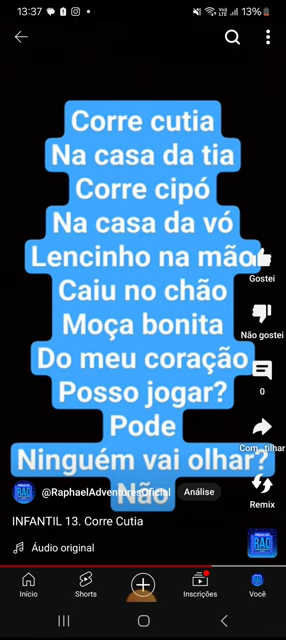 13:37
13%
Corre cutia
Na casa da tia
Corre cipó
Na casa da vó
Lencinho na mão
Caiu no chão
Moça bonita
Do meu coração
Posso jogar?
Pode
Ninguém vai olhar?
Não
Gostei
Não gostei
0
Remix
@RaphaelAdventuresOficial
Análise
INFANTIL 13. Corre Cutia
Áudio original
Início
Shorts
Inscrições
Você